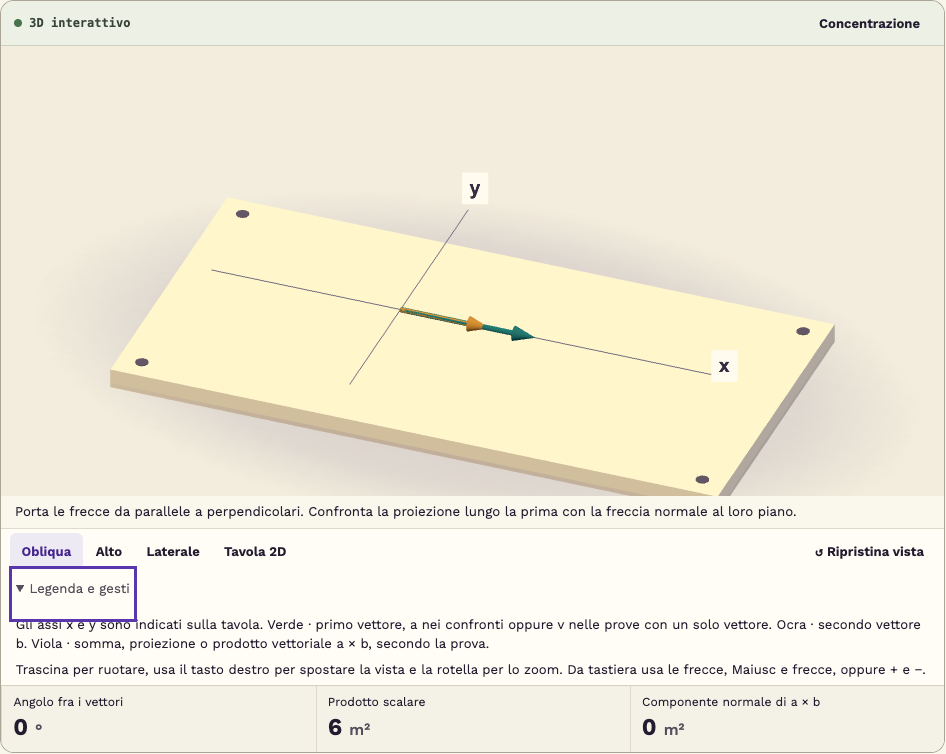 3D interattivo
Concentrazione
y
x
Porta le frecce da parallele a perpendicolari. Confronta la proiezione lungo la prima con la freccia normale al loro piano.
Obliqua Alto Laterale Tavola 2D ↺ Ripristina vista
▼ Legenda e gesti
Gli assi x e y sono indicati sulla tavola. Verde · primo vettore, a nei confronti oppure v nelle prove con un solo vettore. Ocra · secondo vettore
b. Viola · somma, proiezione o prodotto vettoriale a × b, secondo la prova.
Trascina per ruotare, usa il tasto destro per spostare la vista e la rotella per lo zoom. Da tastiera usa le frecce, Maiusc e frecce, oppure + e −.
Angolo fra i vettori
0 °
Prodotto scalare
6 m²
Componente normale di a × b
0 m²